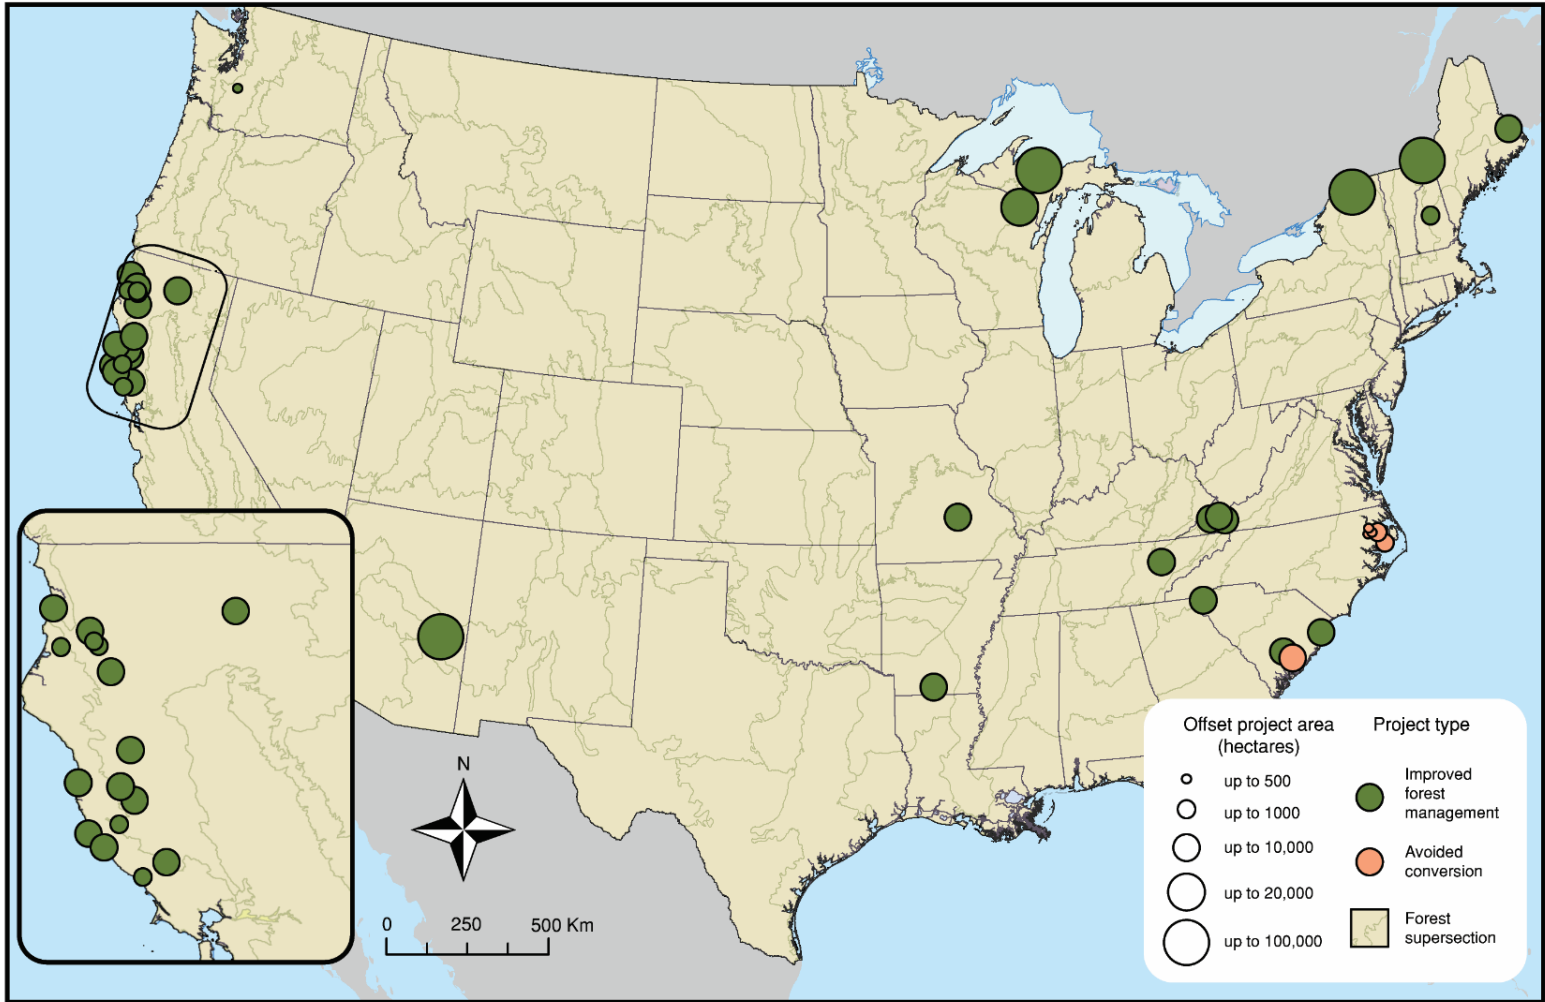 N
0 250 500 Km
Offset project area
(hectares)
up to 500
up to 1000
up to 10,000
up to 20,000
up to 100,000
Project type
Improved
forest
management
Avoided
conversion
Forest
supersection